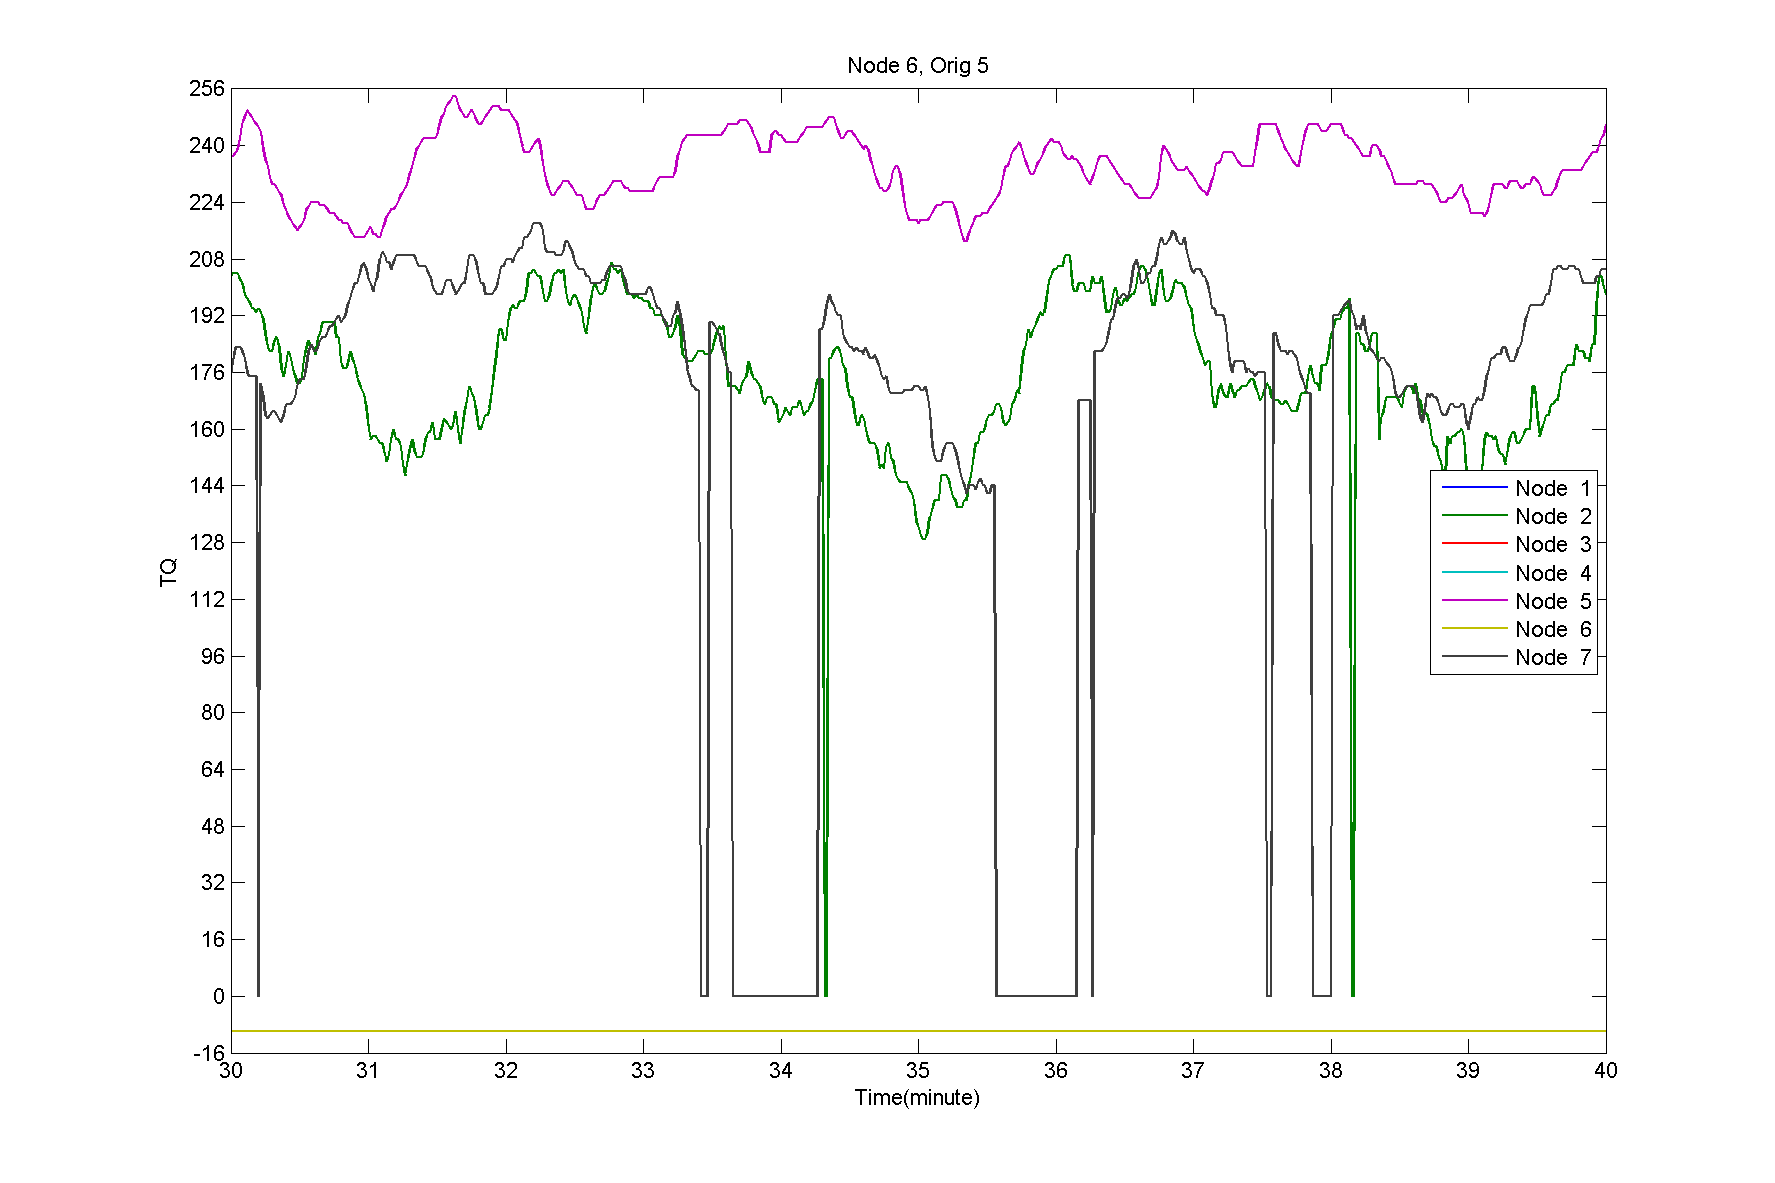 Node 6, Orig 5
256
240
224
208
192
176
160
144
128
112
96
80
64
48
32
16
0
-16
TQ
Node 1
Node 2
Node 3
Node 4
Node 5
Node 6
Node 7
30 31 32 33 34 35 36 37 38 39 40
Time(minute)